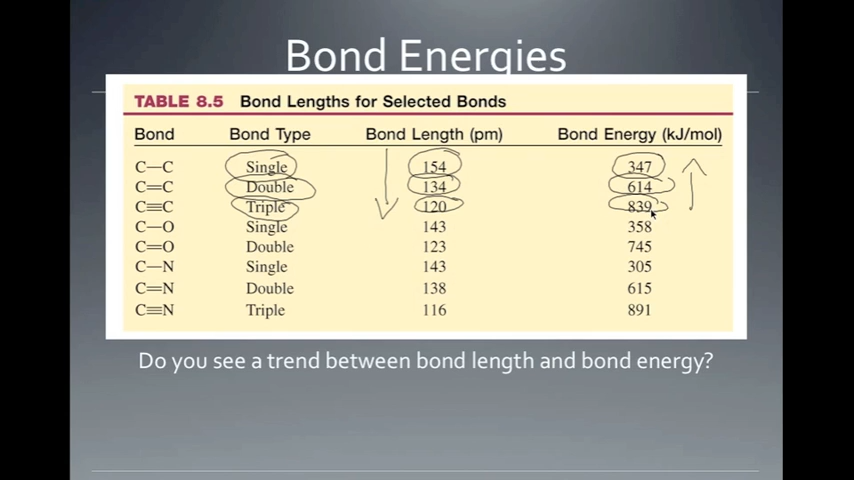 Bond Energies
TABLE 8.5 Bond Lengths for Selected Bonds
Bond Bond Type Bond Length (pm) Bond Energy (kJ/mol)
C—C Single 154 347
C=C Double 134 614
C≡C Triple 120 839
C—O Single 143 358
C=O Double 123 745
C—N Single 143 305
C=N Double 138 615
C≡N Triple 116 891
Do you see a trend between bond length and bond energy?